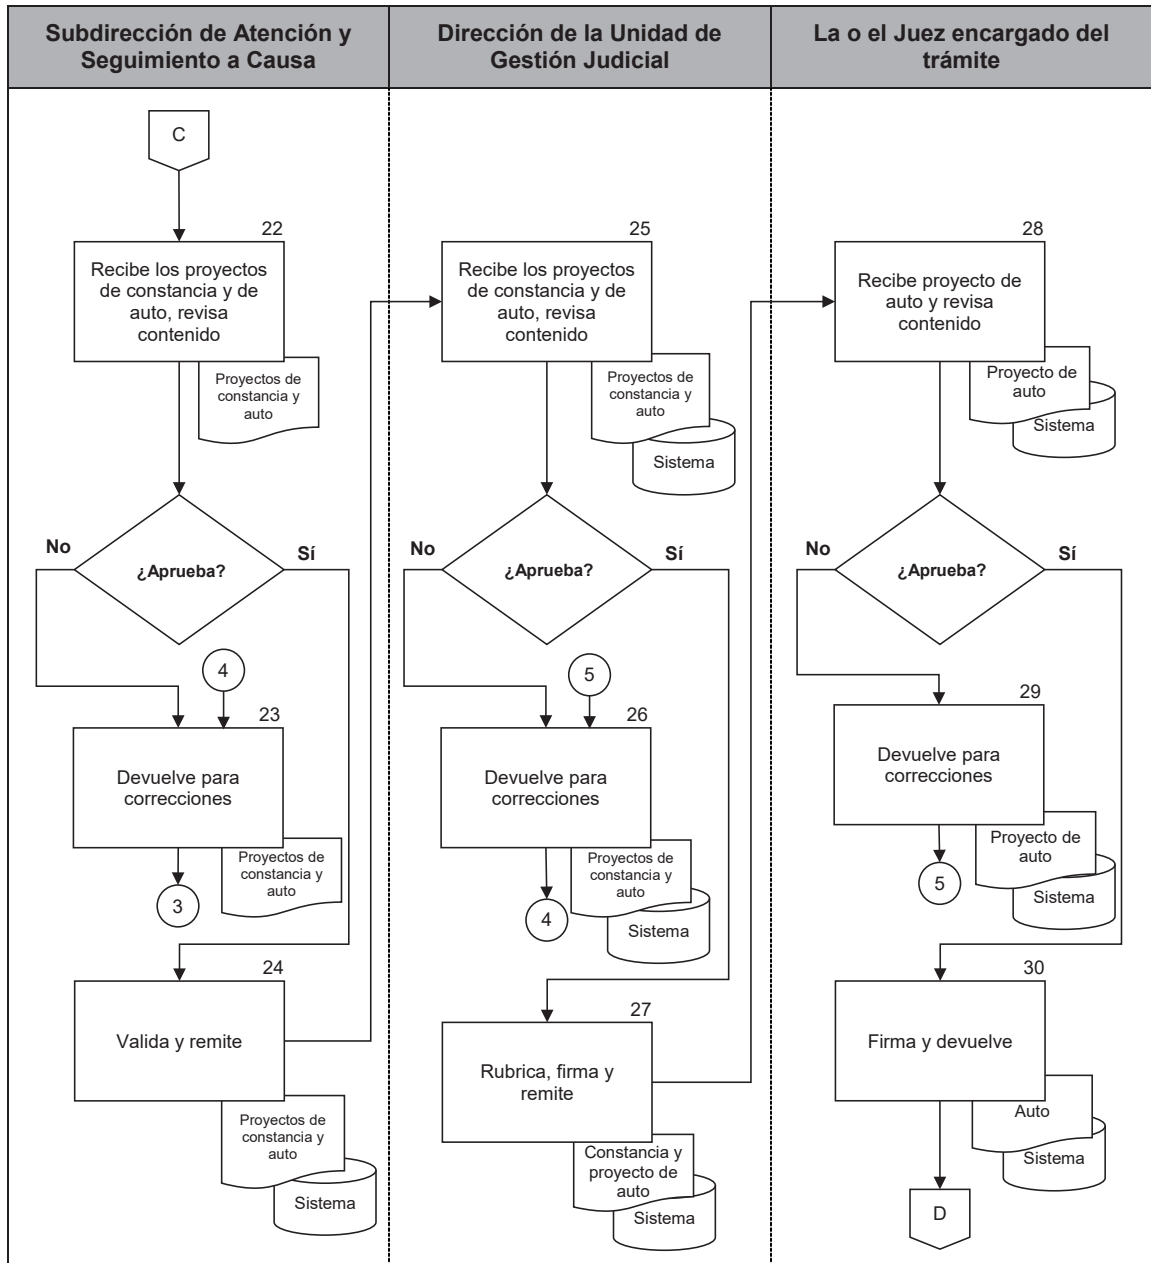 Subdirección de Atención y
Seguimiento a Causa
Dirección de la Unidad de
Gestión Judicial
La o el Juez encargado del
trámite
C
22
Recibe los proyectos
de constancia y de
auto, revisa
contenido
Proyectos de
constancia y
auto
¿Aprueba?
No
Sí
4
23
Devuelve para
correcciones
Proyectos de
constancia y
auto
3
24
Valida y remite
Proyectos de
constancia y
auto
Sistema
25
Recibe los proyectos
de constancia y de
auto, revisa
contenido
Proyectos de
constancia y
auto
Sistema
¿Aprueba?
No
Sí
5
26
Devuelve para
correcciones
Proyectos de
constancia y
auto
Sistema
4
27
Rubrica, firma y
remite
Constancia y
proyecto de
auto
Sistema
28
Recibe proyecto de
auto y revisa
contenido
Proyecto de
auto
Sistema
¿Aprueba?
No
Sí
29
Devuelve para
correcciones
Proyecto de
auto
Sistema
5
30
Firma y devuelve
Auto
Sistema
D